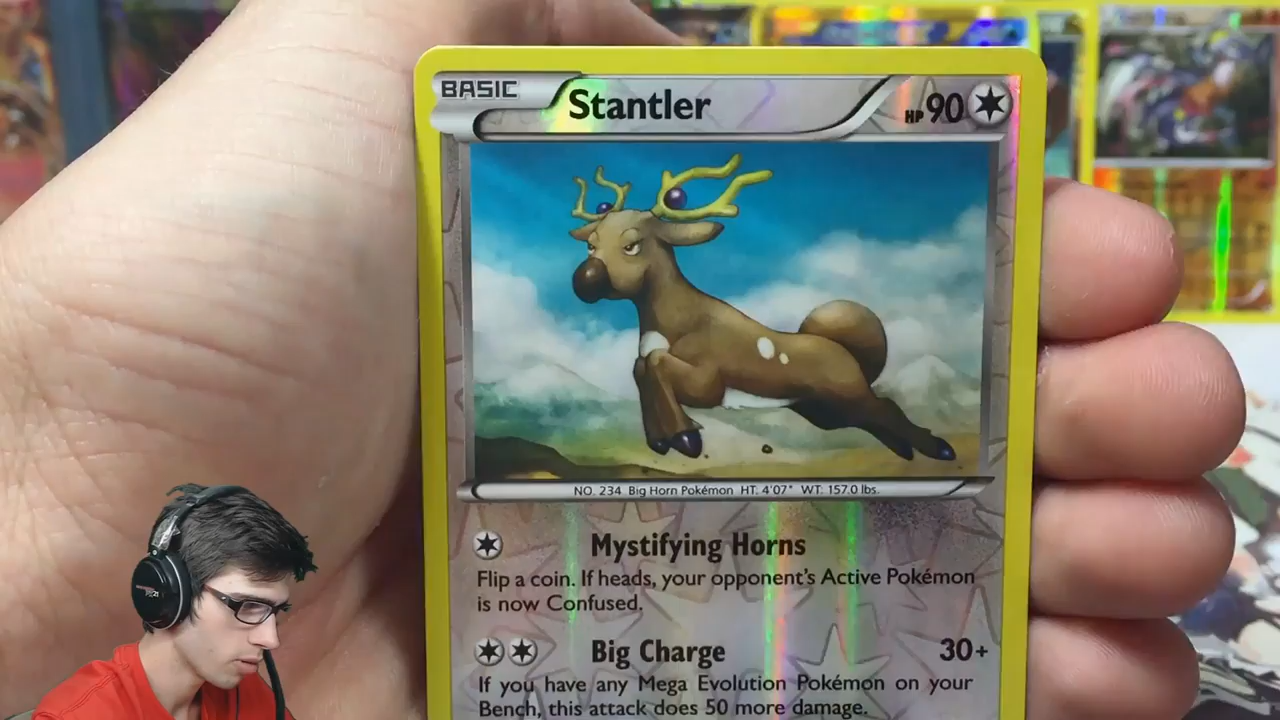 BASIC Stantler HP 90
NO. 234 Big Horn Pokémon HT: 4'07" WT: 157.0 lbs.
Mystifying Horns
Flip a coin. If heads, your opponent's Active Pokémon
is now Confused.
Big Charge 30+
If you have any Mega Evolution Pokémon on your
Bench, this attack does 50 more damage.